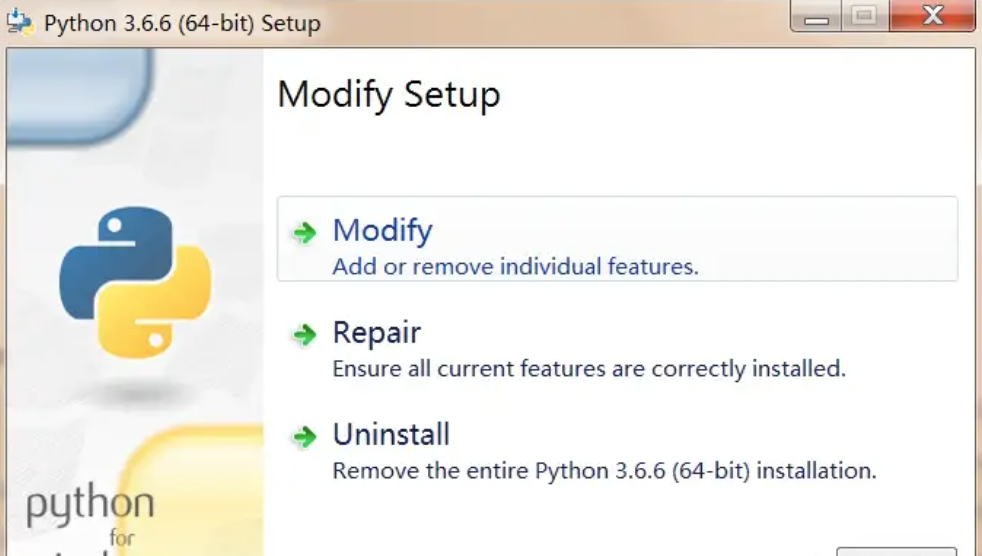 Python 3.6.6 (64-bit) Setup
Modify Setup
Modify
Add or remove individual features.
Repair
Ensure all current features are correctly installed.
Uninstall
Remove the entire Python 3.6.6 (64-bit) installation.
python
for